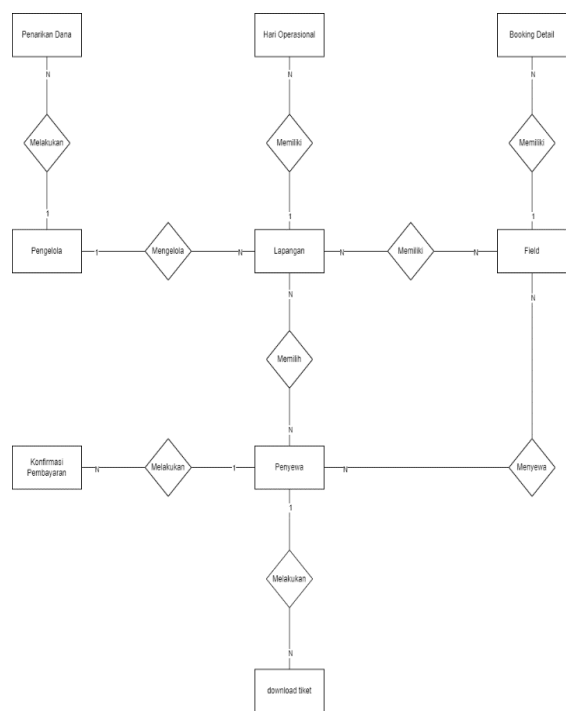 Penarikan Dana
Hari Operasional
Booking Detail
N
N
N
Melakukan
Memiliki
Memiliki
1
1
1
Pengelola
1
Mengelola
N
Lapangan
N
Memiliki
N
Field
N
N
Memilih
N
Konfirmasi
Pembayaran
N
Melakukan
1
Penyewa
N
Menyewa
1
Melakukan
N
download tiket